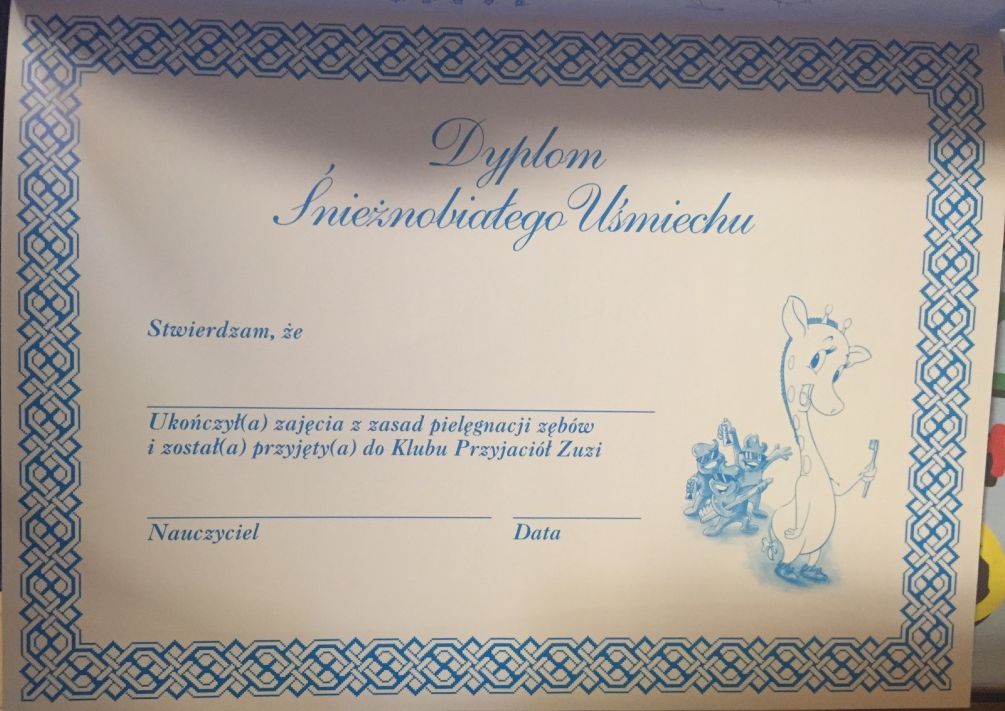 Dyplom
Śnieżnobiałego Uśmiechu
Stwierdzam, że
Ukończył(a) zajęcia z zasad pielęgnacji zębów
i został(a) przyjęty(a) do Klubu Przyjaciół Zuzi
Nauczyciel Data